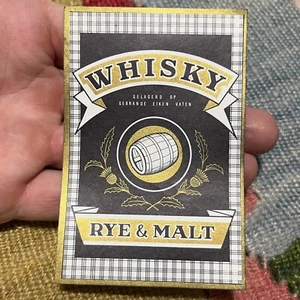 WHISKY
GELAGERD OP
GEBRANDE EIKEN VATEN
RYE & MALT